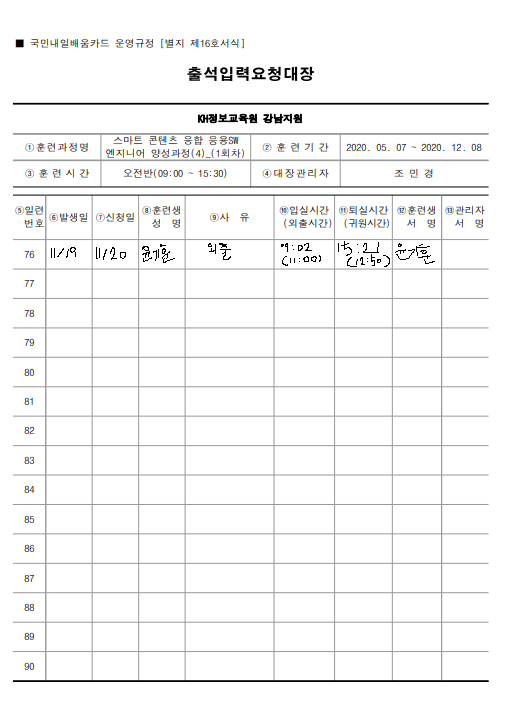 ■ 국민내일배움카드 운영규정 [별지 제16호서식]
출석입력요청대장
KH정보교육원 강남지원
①훈련과정명 스마트 콘텐츠 융합 응용SW 엔지니어 양성과정(4)_(1회차) ② 훈 련 기 간 2020. 05. 07 ~ 2020. 12. 08
③ 훈 련 시 간 오전반(09:00 ~ 15:30) ④대장관리자 조 민 경
⑤일련번호 ⑥발생일 ⑦신청일 ⑧훈련생 성 명 ⑨사 유 ⑩입실시간 (외출시간) ⑪퇴실시간 (귀원시간) ⑫훈련생 서 명 ⑬관리자 서 명
76 11/19 11/20 윤기훈 외출 9:02 (11:00) 15:21 (12:50) 윤기훈
77
78
79
80
81
82
83
84
85
86
87
88
89
90